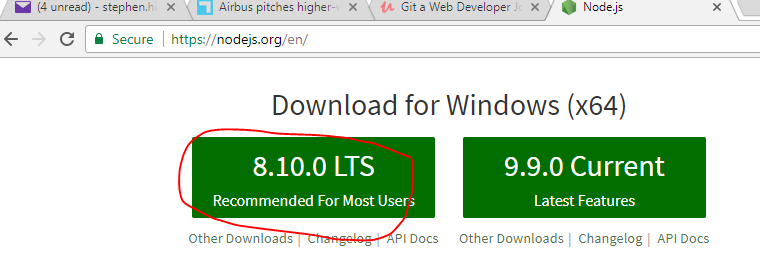 (4 unread) - stephen.hi
Airbus pitches higher-
Git a Web Developer Jo
Node.js
Secure | https://nodejs.org/en/
Download for Windows (x64)
8.10.0 LTS
Recommended For Most Users
9.9.0 Current
Latest Features
Other Downloads | Changelog | API Docs
Other Downloads | Changelog | API Docs